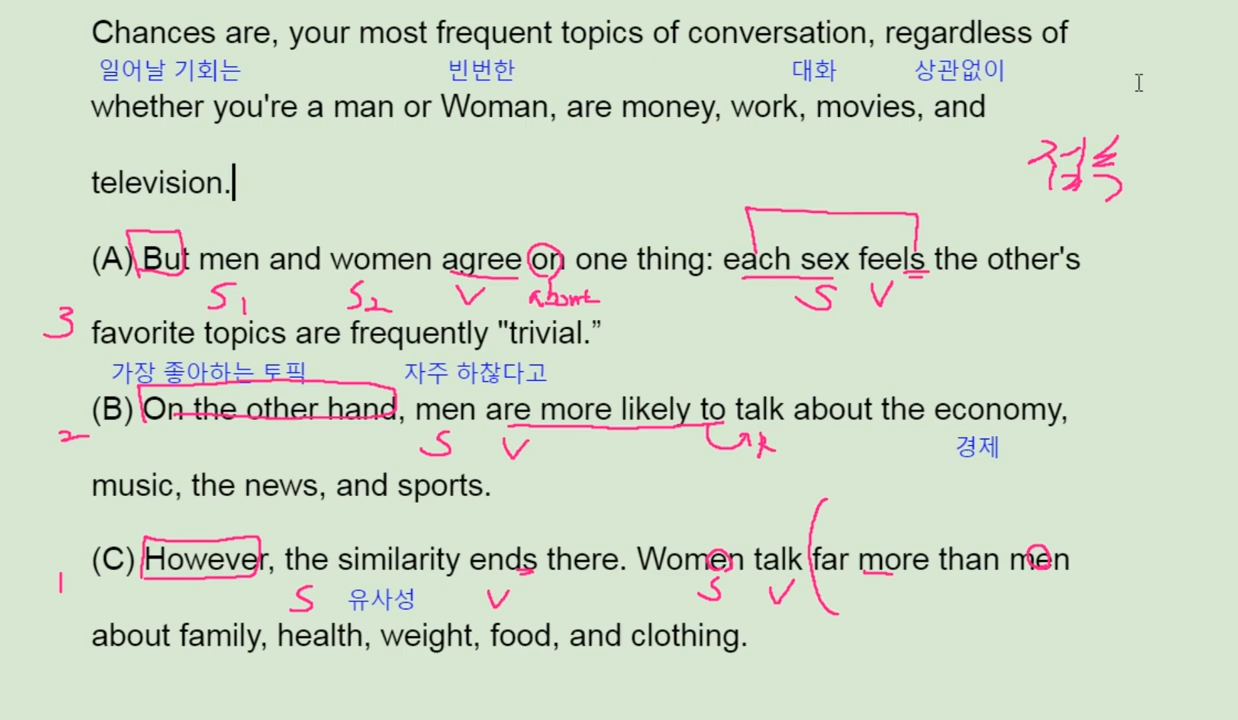 Chances are, your most frequent topics of conversation, regardless of
일어날 기회는 빈번한 대화 상관없이
whether you're a man or Woman, are money, work, movies, and
television.
접속
(A) But men and women agree on one thing: each sex feels the other's
S1 S2 V about S V
3 favorite topics are frequently "trivial.”
가장 좋아하는 토픽 자주 하찮다고
(B) On the other hand, men are more likely to talk about the economy,
2 S V 경제
music, the news, and sports.
(C) However, the similarity ends there. Women talk far more than men
1 S 유사성 V S V
about family, health, weight, food, and clothing.